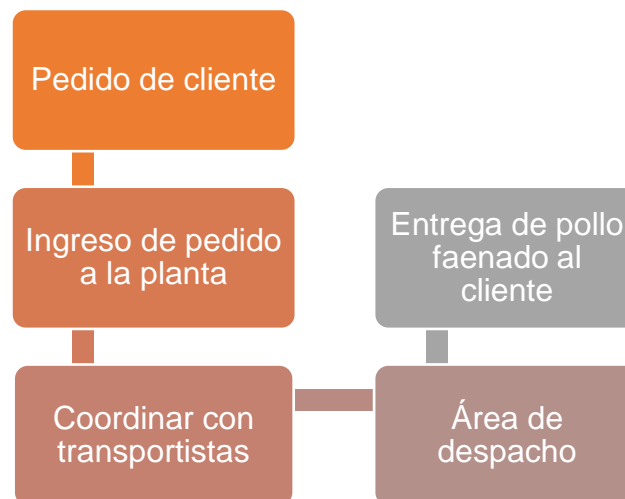 Pedido de cliente
Ingreso de pedido
a la planta
Coordinar con
transportistas
Área de
despacho
Entrega de pollo
faenado al
cliente